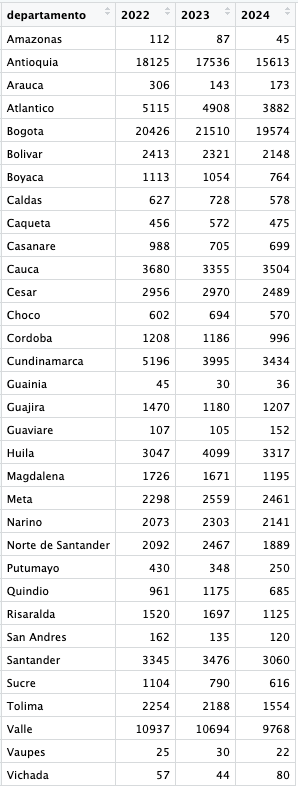 departamento 2022 2023 2024
Amazonas 112 87 45
Antioquia 18125 17536 15613
Arauca 306 143 173
Atlantico 5115 4908 3882
Bogota 20426 21510 19574
Bolivar 2413 2321 2148
Boyaca 1113 1054 764
Caldas 627 728 578
Caqueta 456 572 475
Casanare 988 705 699
Cauca 3680 3355 3504
Cesar 2956 2970 2489
Choco 602 694 570
Cordoba 1208 1186 996
Cundinamarca 5196 3995 3434
Guainia 45 30 36
Guajira 1470 1180 1207
Guaviare 107 105 152
Huila 3047 4099 3317
Magdalena 1726 1671 1195
Meta 2298 2559 2461
Narino 2073 2303 2141
Norte de Santander 2092 2467 1889
Putumayo 430 348 250
Quindio 961 1175 685
Risaralda 1520 1697 1125
San Andres 162 135 120
Santander 3345 3476 3060
Sucre 1104 790 616
Tolima 2254 2188 1554
Valle 10937 10694 9768
Vaupes 25 30 22
Vichada 57 44 80